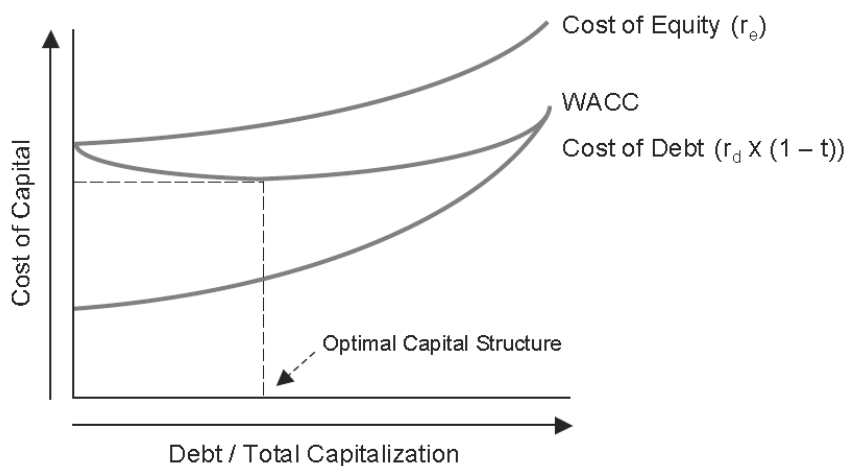 Cost of Equity (re)
WACC
Cost of Debt (rd X (1 – t))
Cost of Capital
Optimal Capital Structure
Debt / Total Capitalization